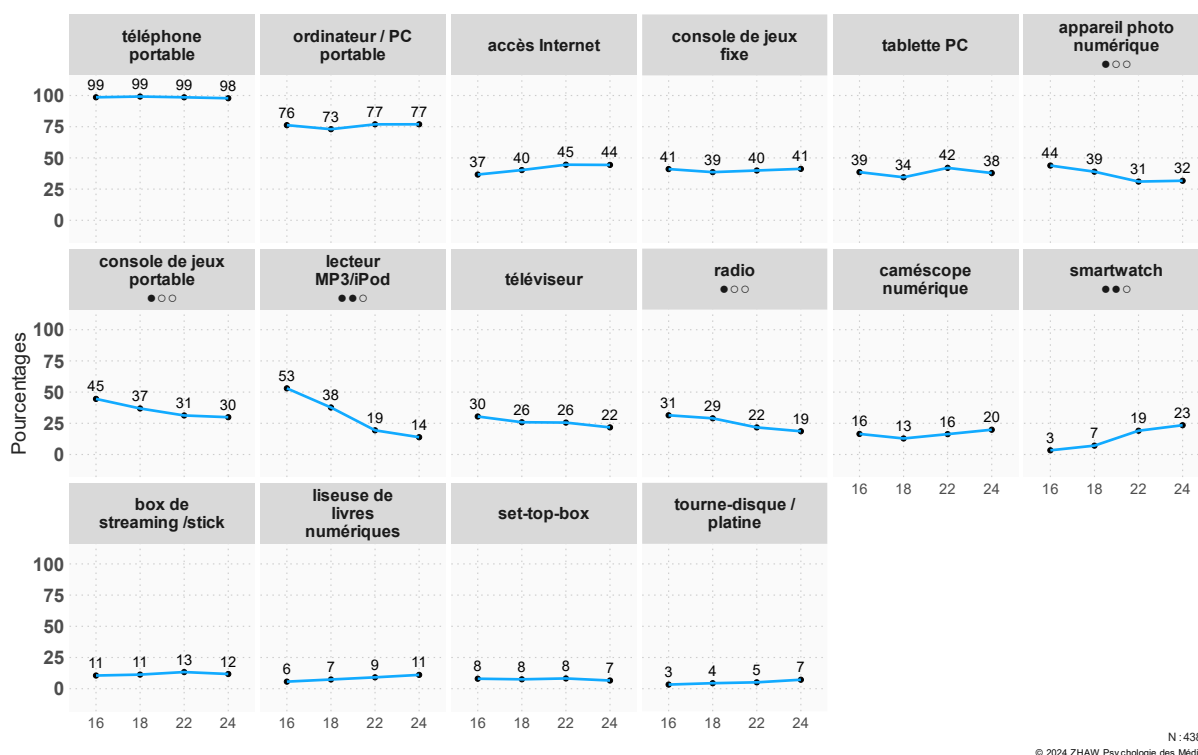 téléphone
portable
ordinateur / PC
portable
accès Internet
console de jeux
fixe
tablette PC
appareil photo
numérique
●○○
100
75
50
25
0
99 99 99 98
76 73 77 77
37 40 45 44
41 39 40 41
39 34 42 38
44 39 31 32
console de jeux
portable
●○○
lecteur
MP3/iPod
●●○
téléviseur
radio
●○○
caméscope
numérique
smartwatch
●●○
Pourcentages
100
75
50
25
0
45 37 31 30
53 38 19 14
30 26 26 22
31 29 22 19
16 13 16 20
3 7 19 23
16 18 22 24
16 18 22 24
box de
streaming /stick
liseuse de
livres
numériques
set-top-box
tourne-disque /
platine
100
75
50
25
0
11 11 13 12
6 7 9 11
8 8 8 7
3 4 5 7
16 18 22 24
16 18 22 24
16 18 22 24
16 18 22 24
N : 438
© 2024 ZHAW Psychologie des Médi